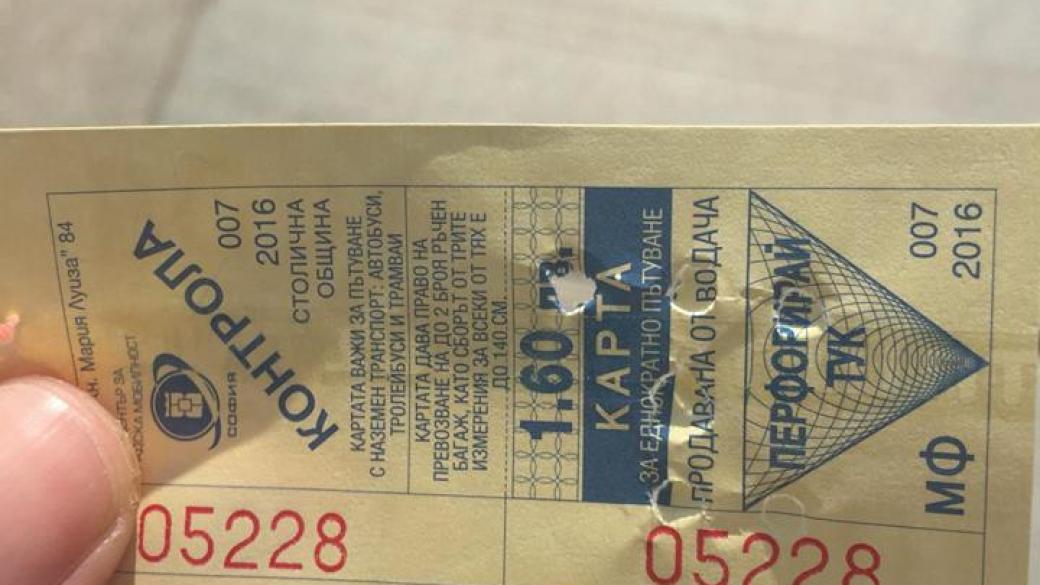 кн. Мария Луиза" 84
СОФИЯ
КОНТРОЛА
007
2016
СТОЛИЧНА
ОБЩИНА
КАРТАТА ВАЖИ ЗА ПЪТУВАНЕ
С НАЗЕМЕН ТРАНСПОРТ: АВТОБУСИ,
ТРОЛЕЙБУСИ И ТРАМВАИ
КАРТАТА ДАВА ПРАВО НА
ПРЕВОЗВАНЕ НА ДО 2 БРОЯ РЪЧЕН
БАГАЖ, КАТО СБОРЪТ ОТ ТРИТЕ
ИЗМЕРЕНИЯ ЗА ВСЕКИ ОТ ТЯХ Е
ДО 140 СМ.
05228
1.60
КАРТА
ЗА ЕДНОКРАТНО ПЪТУВАНЕ
ПРОДАВАНА ОТ ВОДАЧА
ПЕРФОРИРАЙ
ТУК
007
2016
МФ
05228